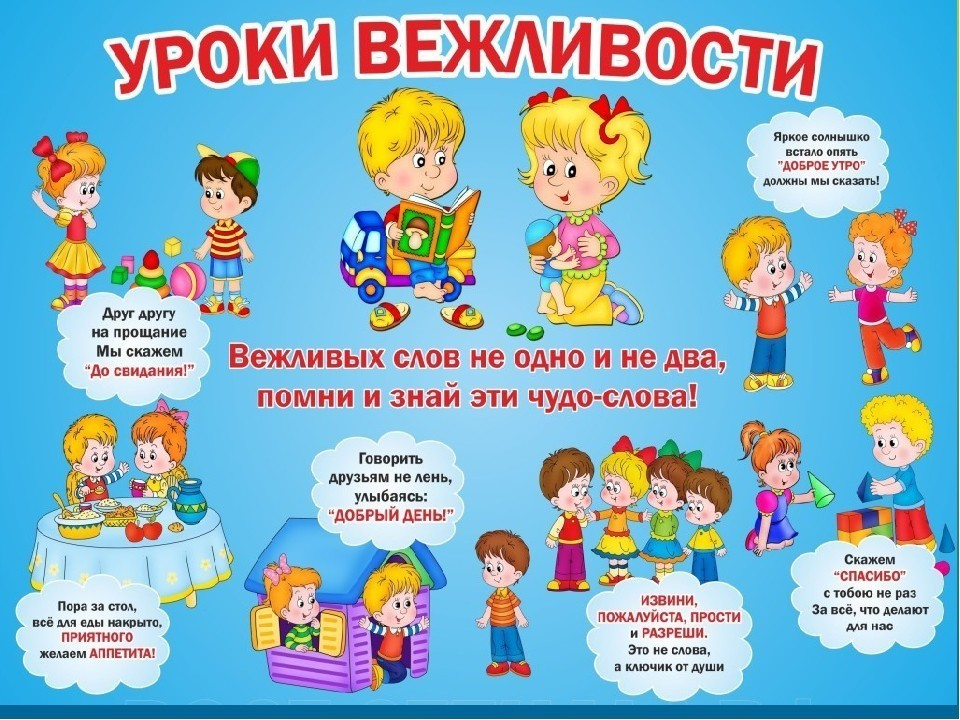 УРОКИ ВЕЖЛИВОСТИ
Яркое солнышко
встало опять
"ДОБРОЕ УТРО"
должны мы сказать!
Друг другу
на прощание
Мы скажем
"До свидания!"
Вежливых слов не одно и не два,
помни и знай эти чудо-слова!
Говорить
друзьям не лень,
улыбаясь:
"ДОБРЫЙ ДЕНЬ!"
Пора за стол,
всё для еды накрыто,
ПРИЯТНОГО
желаем АППЕТИТА!
ИЗВИНИ,
ПОЖАЛУЙСТА, ПРОСТИ
и РАЗРЕШИ.
Это не слова,
а ключик от души
Скажем
"СПАСИБО"
с тобою не раз
За всё, что делают
для нас